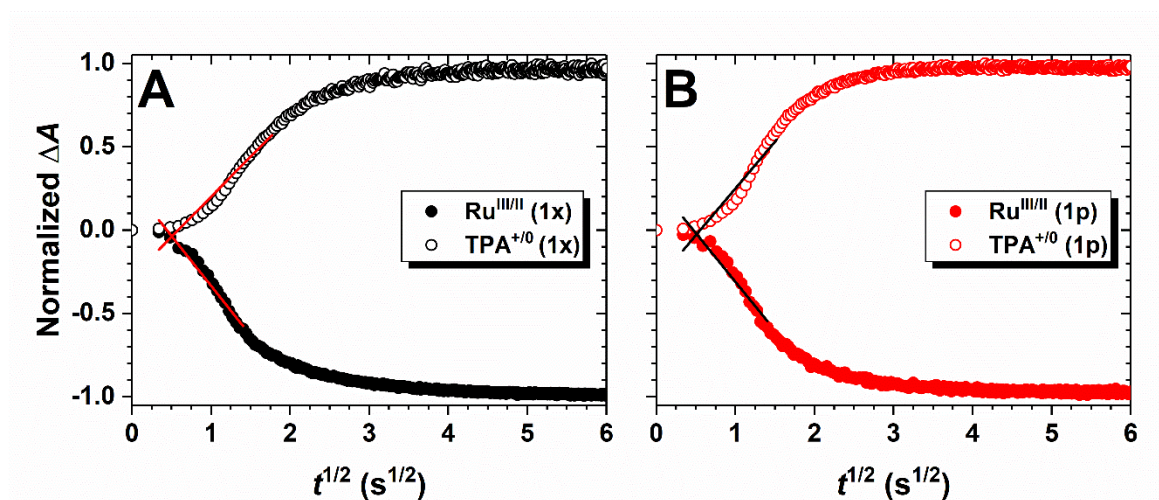 A
B
Normalized ΔA
1.0
0.5
0.0
-0.5
-1.0
Ru^III/II (1x)
TPA^+/0 (1x)
Ru^III/II (1p)
TPA^+/0 (1p)
0 1 2 3 4 5 6
0 1 2 3 4 5 6
t^1/2 (s^1/2)
t^1/2 (s^1/2)